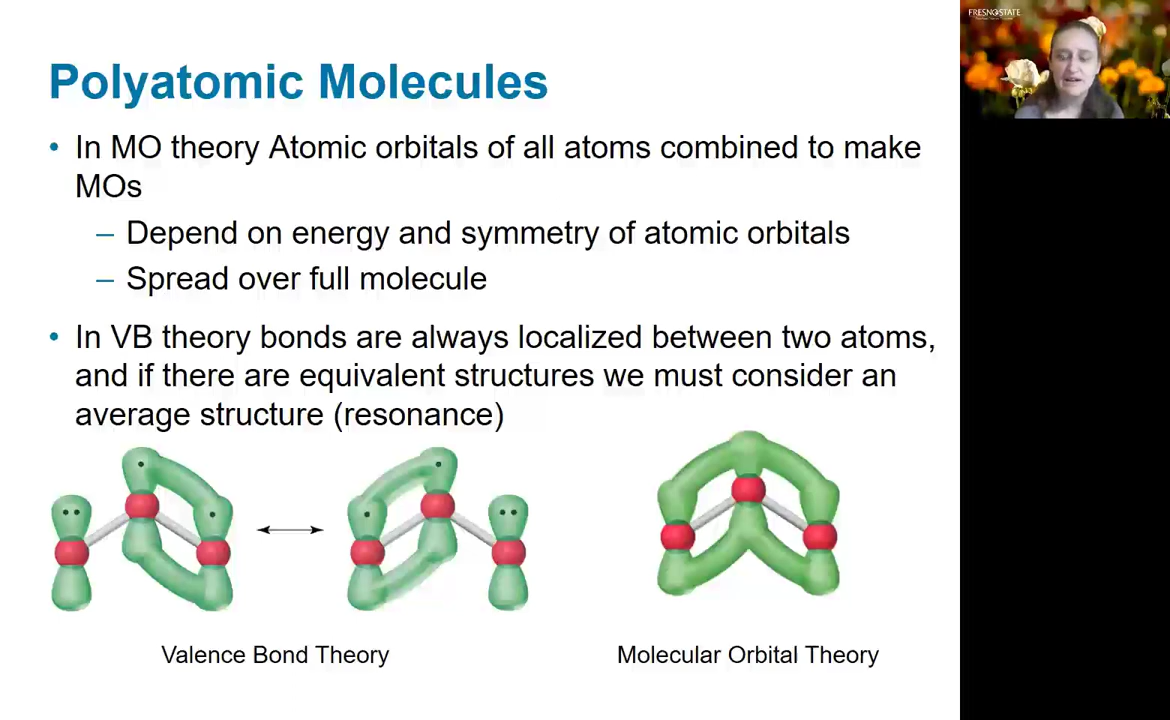 FRESNO STATE
Polyatomic Molecules
• In MO theory Atomic orbitals of all atoms combined to make
MOs
– Depend on energy and symmetry of atomic orbitals
– Spread over full molecule
• In VB theory bonds are always localized between two atoms,
and if there are equivalent structures we must consider an
average structure (resonance)
Valence Bond Theory
Molecular Orbital Theory